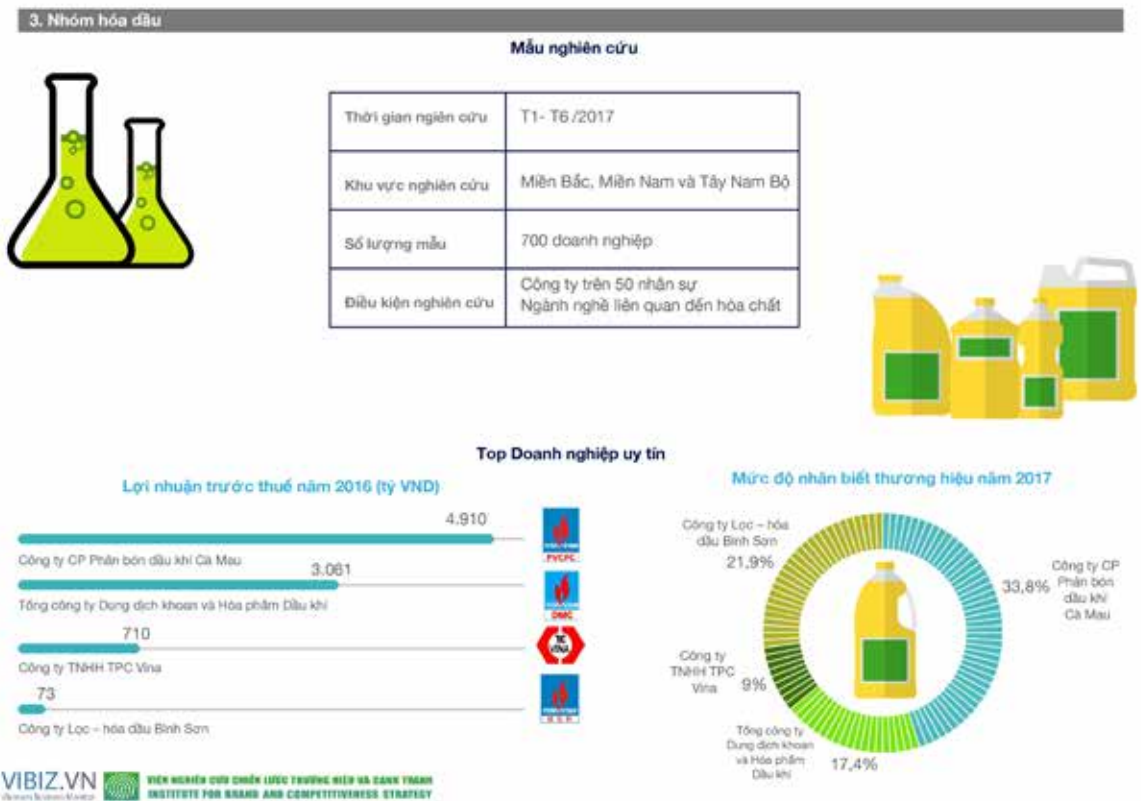 3. Nhóm hóa dầu
Mẫu nghiên cứu
Thời gian ngiên cứu
T1- T6 /2017
Khu vực nghiên cứu
Miền Bắc, Miền Nam và Tây Nam Bộ
Số lượng mẫu
700 doanh nghiệp
Điều kiện nghiên cứu
Công ty trên 50 nhân sự
Ngành nghề liên quan đến hóa chất
Top Doanh nghiệp uy tín
Lợi nhuận trước thuế năm 2016 (tỷ VND)
4.910
Công ty CP Phân bón dầu khí Cà Mau
3.061
Tổng công ty Dung dịch khoan và Hóa phẩm Dầu khí
710
Công ty TNHH TPC Vina
73
Công ty Lọc – hóa dầu Bình Sơn
PVCFC
DMC
TPC
VINA
B S R
Mức độ nhân biết thương hiệu năm 2017
Công ty Lọc – hóa
dầu Bình Sơn
21,9%
33,8%
Công ty CP
Phân bón
dầu khí
Cà Mau
Công ty
TNHH TPC
Vina
9%
Tổng công ty
Dung dịch khoan
và Hóa phẩm
Dầu khí
17,4%
VIBIZ.VN
Vietnam Business Monitor
VIỆN NGHIÊN CỨU CHIẾN LƯỢC THƯƠNG HIỆU VÀ CẠNH TRANH
INSTITUTE FOR BRAND AND COMPETITIVENESS STRATEGY